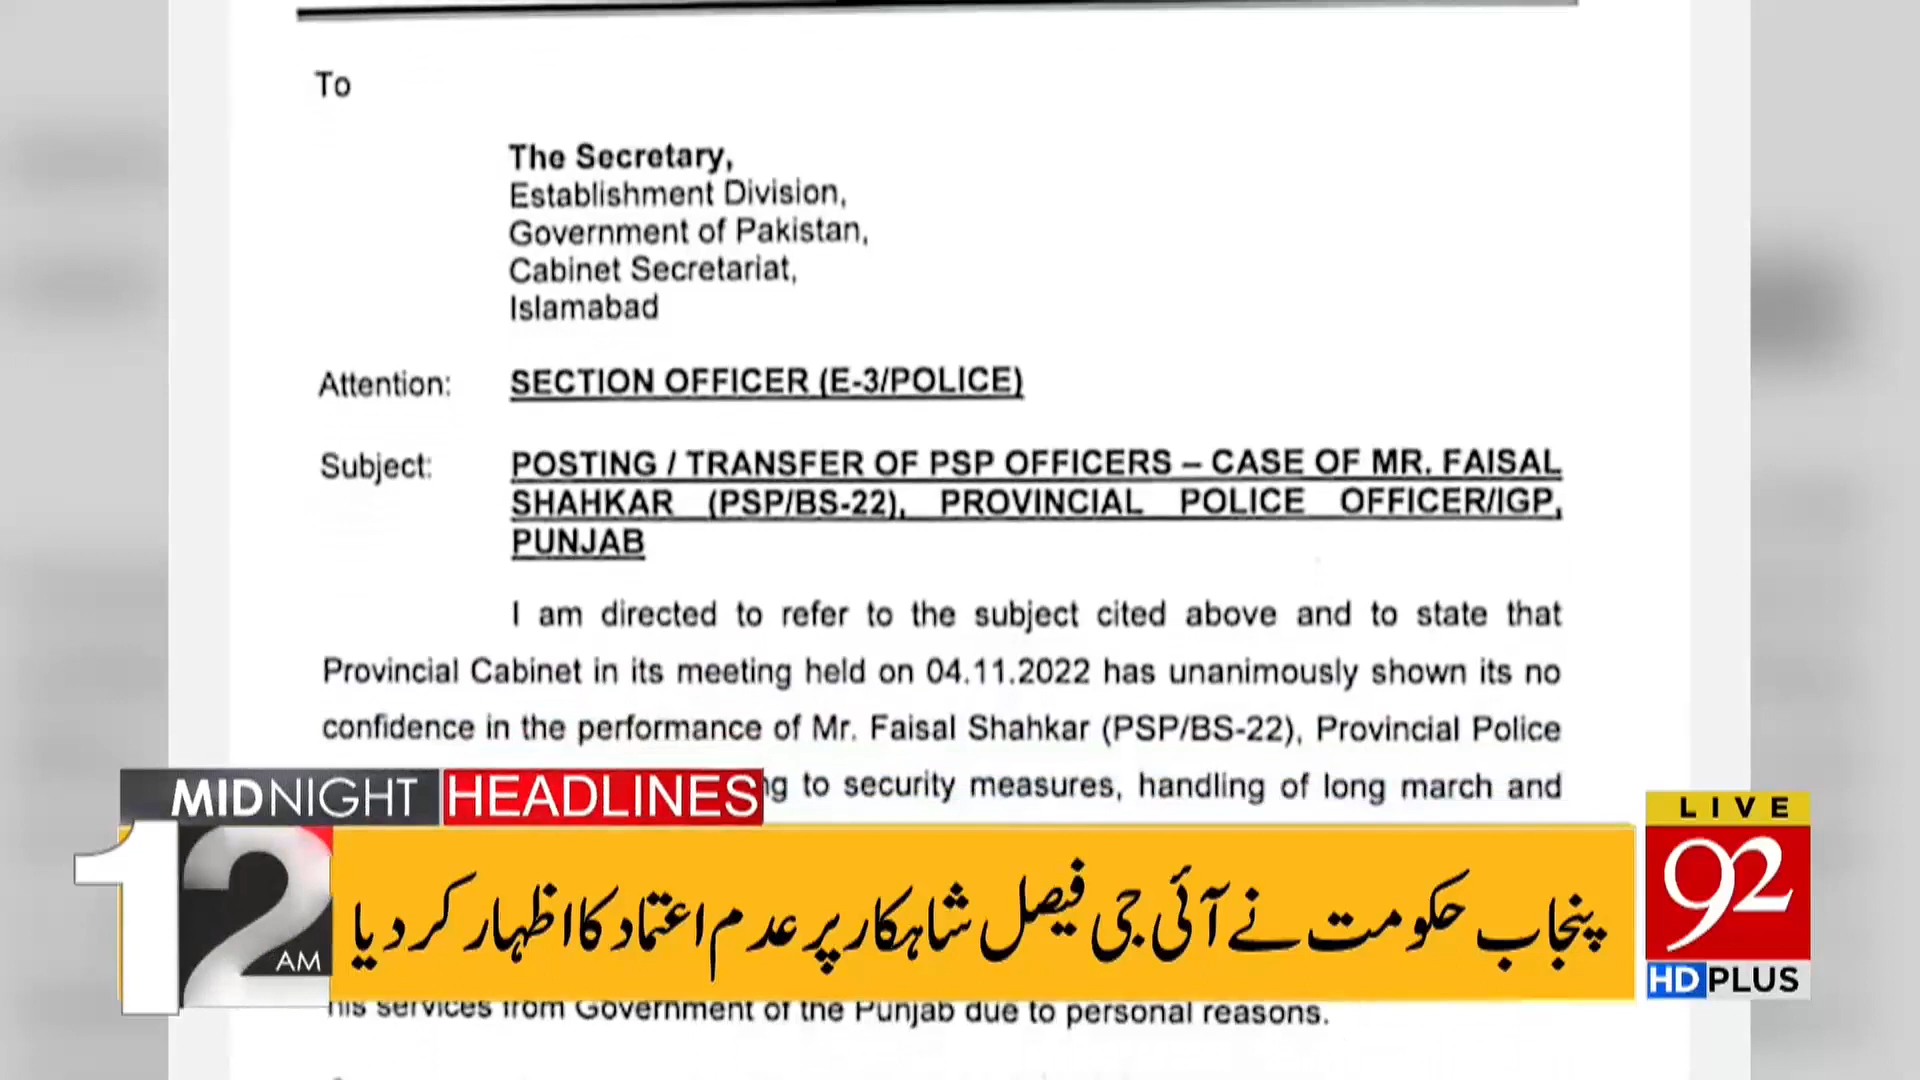 To
The Secretary,
Establishment Division,
Government of Pakistan,
Cabinet Secretariat,
Islamabad
Attention: SECTION OFFICER (E-3/POLICE)
Subject: POSTING / TRANSFER OF PSP OFFICERS – CASE OF MR. FAISAL
SHAHKAR (PSP/BS-22), PROVINCIAL POLICE OFFICER/IGP,
PUNJAB
I am directed to refer to the subject cited above and to state that
Provincial Cabinet in its meeting held on 04.11.2022 has unanimously shown its no
confidence in the performance of Mr. Faisal Shahkar (PSP/BS-22), Provincial Police
to security measures, handling of long march and
MIDNIGHT HEADLINES
12 AM
پنجاب حکومت نے آئی جی فیصل شاہکار پر عدم اعتماد کا اظہار کر دیا
LIVE
92
HD PLUS
his services from Government of the Punjab due to personal reasons.